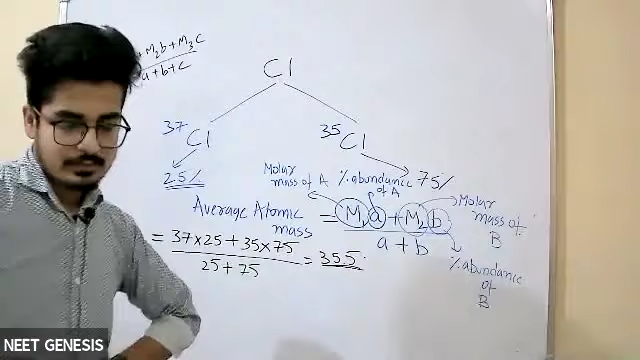 + M₂b + M₃c
a + b + c
Cl
³⁷Cl
³⁵Cl
25%
75%
Molar mass of A
% abundance of A
Molar mass of B
Average Atomic mass = M₁a + M₂b
a + b
% abundance of B
= 37×25 + 35×75
25 + 75
= 35.5
NEET GENESIS